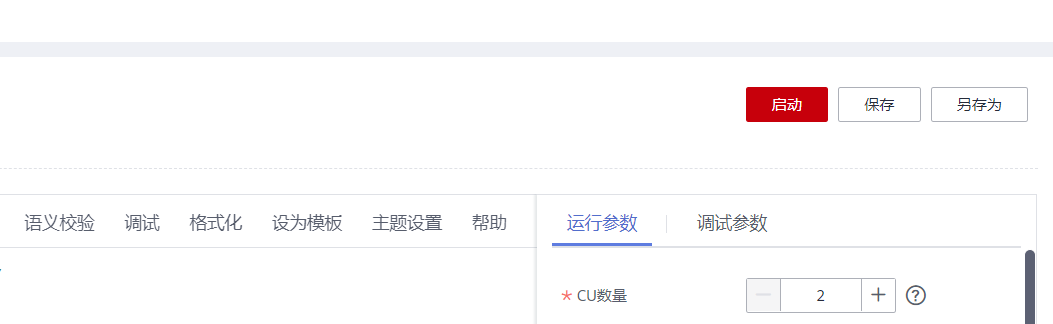 启动 保存 另存为
语义校验 调试 格式化 设为模板 主题设置 帮助 运行参数 调试参数
* CU数量 2